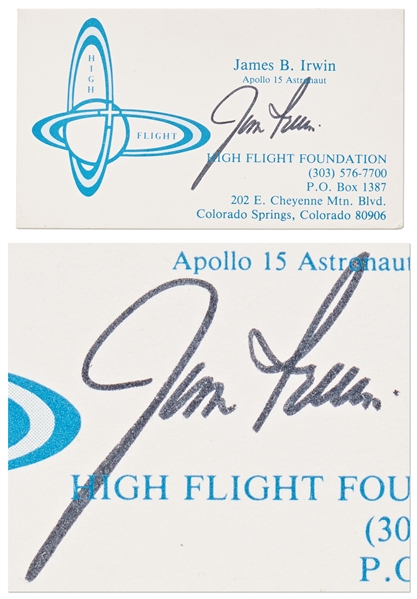 HIGH
FLIGHT
James B. Irwin
Apollo 15 Astronaut
Jim Irwin
HIGH FLIGHT FOUNDATION
(303) 576-7700
P.O. Box 1387
202 E. Cheyenne Mtn. Blvd.
Colorado Springs, Colorado 80906
Apollo 15 Astronaut
Jim Irwin
HIGH FLIGHT FOU
(30
P.O